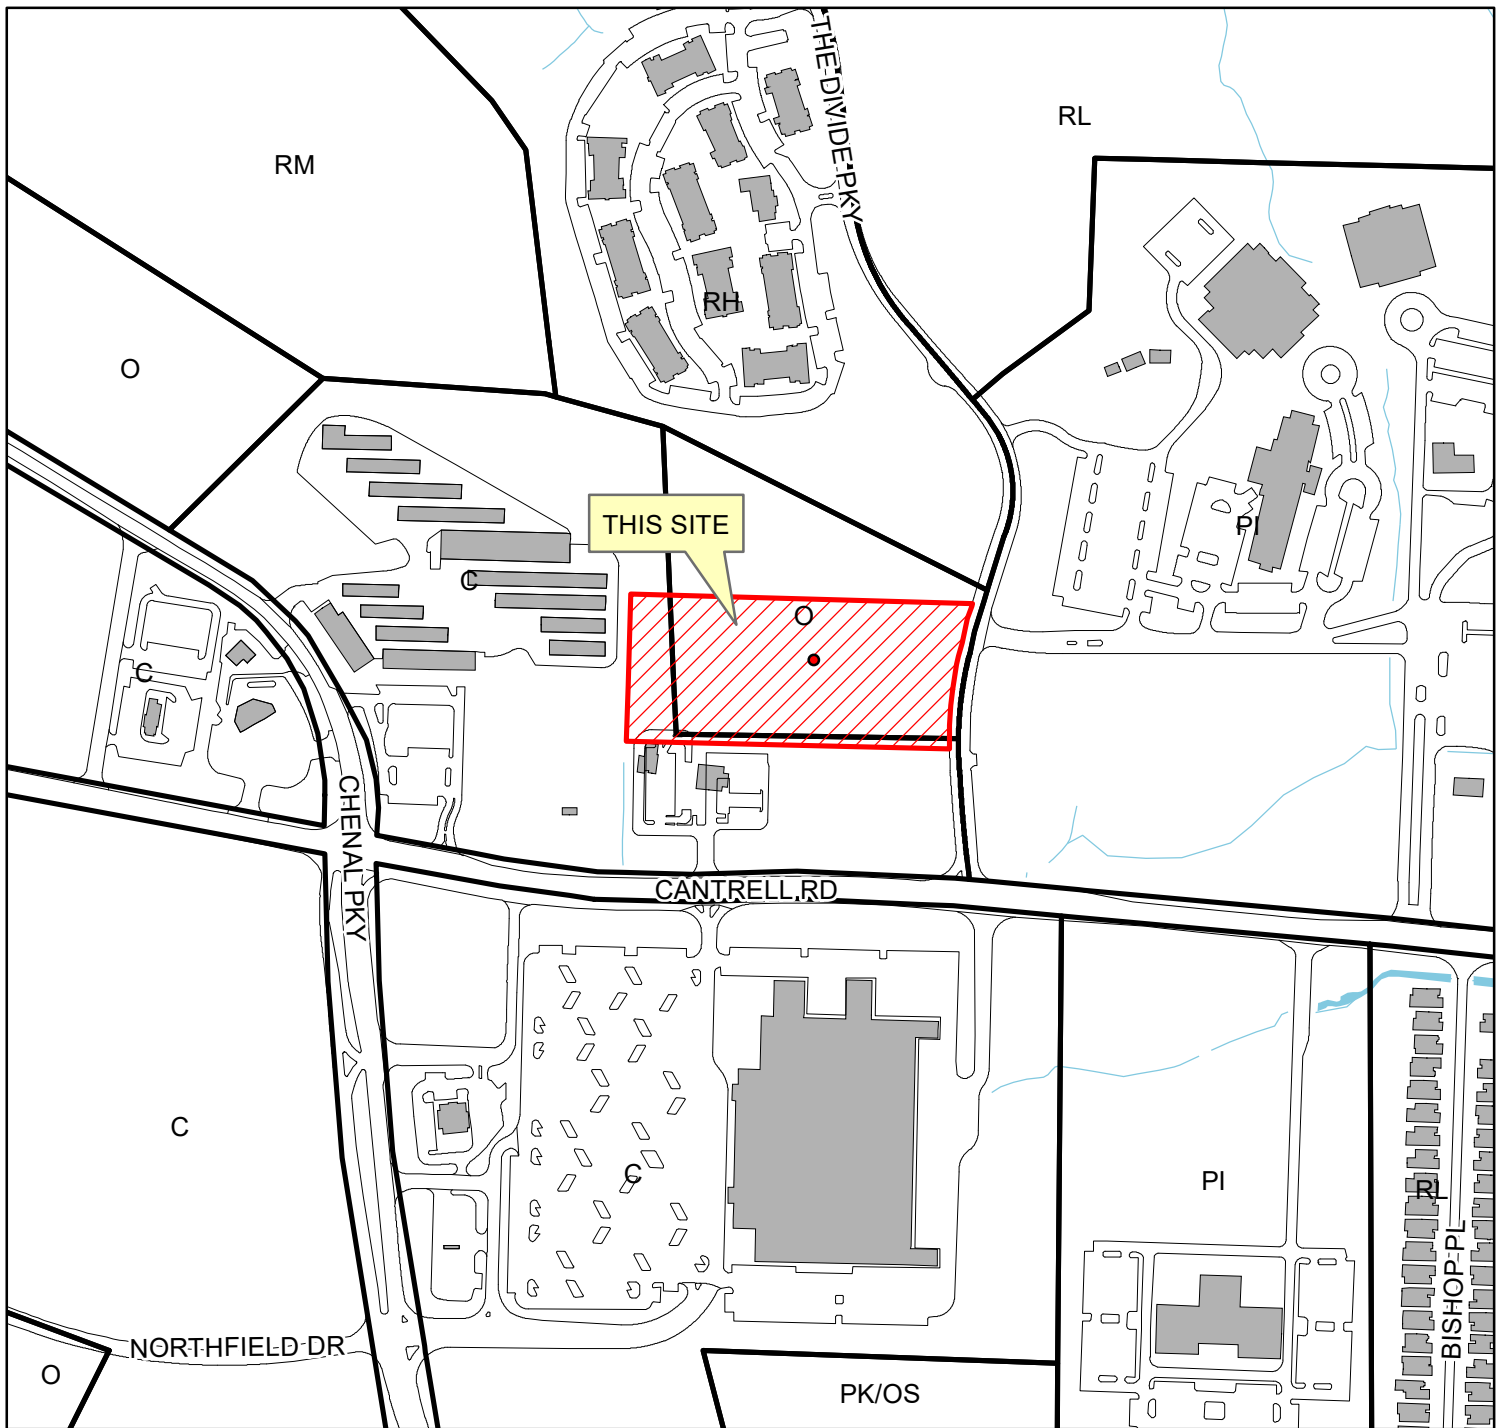 THE DIVIDE PKY
RL
RM
RH
O
THIS SITE
PI
C
O
C
CHENAL PKY
CANTRELL RD
C
C
PI
RL
BISHOP PL
NORTHFIELD DR
O
PK/OS